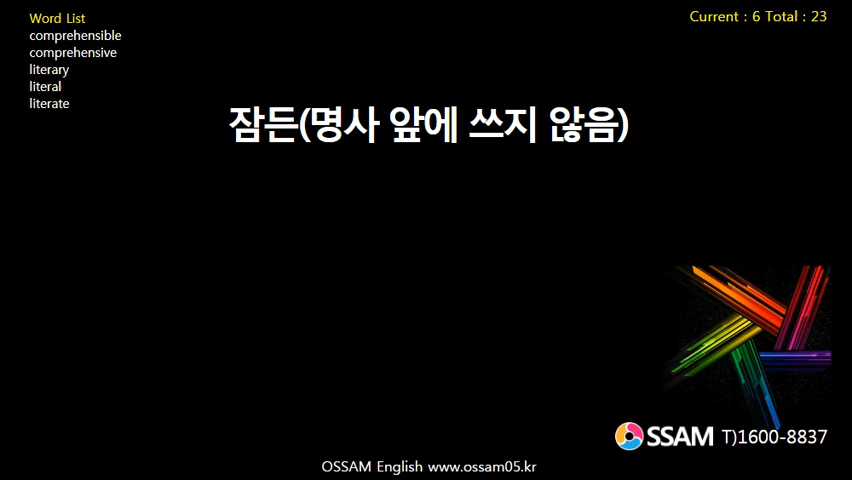 Word List
comprehensible
comprehensive
literary
literal
literate
Current : 6 Total : 23
잠든(명사 앞에 쓰지 않음)
OSSAM T)1600-8837
OSSAM English www.ossam05.kr